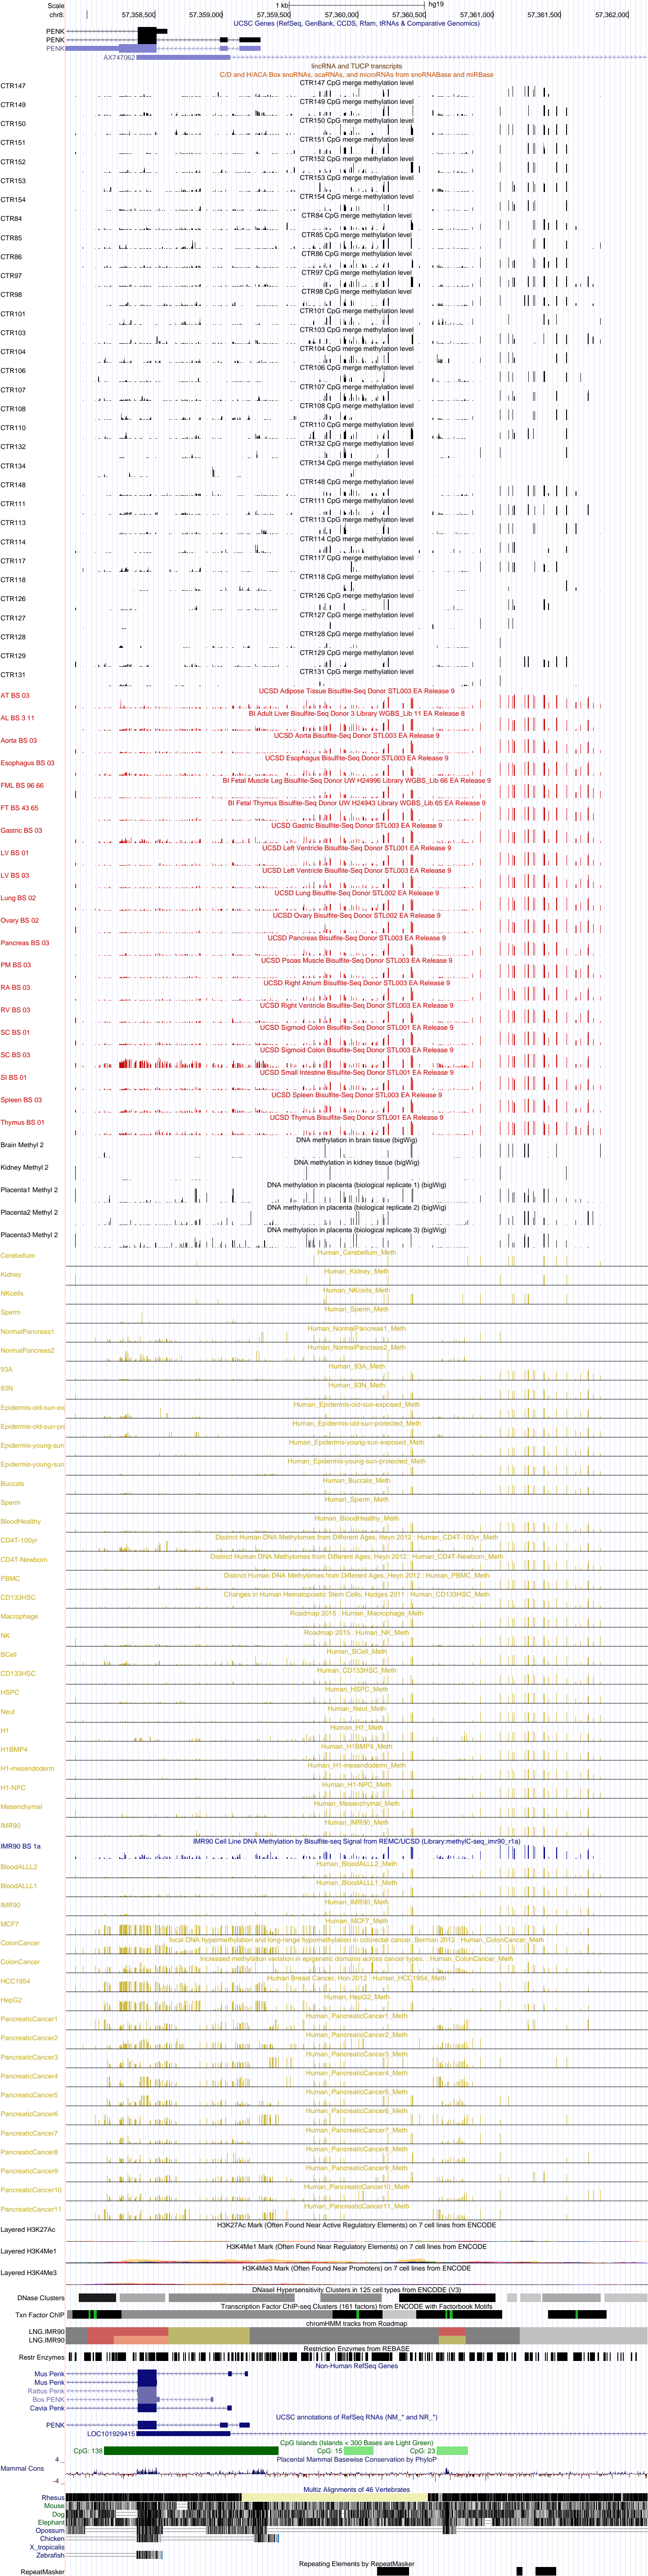 Scale 1 kb hg19
chr8: 57,358,500 57,359,000 57,359,500 57,360,000 57,360,500 57,361,000 57,361,500 57,362,000
UCSC Genes (RefSeq, GenBank, CCDS, Rfam, tRNAs & Comparative Genomics)
PENK
PENK
PENK
AX747062
lincRNA and TUCP transcripts
C/D and H/ACA Box snoRNAs, scaRNAs, and microRNAs from snoRNABase and miRBase
CTR147 CTR147 CpG merge methylation level
CTR149 CTR149 CpG merge methylation level
CTR150 CTR150 CpG merge methylation level
CTR151 CTR151 CpG merge methylation level
CTR152 CTR152 CpG merge methylation level
CTR153 CTR153 CpG merge methylation level
CTR154 CTR154 CpG merge methylation level
CTR84 CTR84 CpG merge methylation level
CTR85 CTR85 CpG merge methylation level
CTR86 CTR86 CpG merge methylation level
CTR97 CTR97 CpG merge methylation level
CTR98 CTR98 CpG merge methylation level
CTR101 CTR101 CpG merge methylation level
CTR103 CTR103 CpG merge methylation level
CTR104 CTR104 CpG merge methylation level
CTR106 CTR106 CpG merge methylation level
CTR107 CTR107 CpG merge methylation level
CTR108 CTR108 CpG merge methylation level
CTR110 CTR110 CpG merge methylation level
CTR132 CTR132 CpG merge methylation level
CTR134 CTR134 CpG merge methylation level
CTR148 CTR148 CpG merge methylation level
CTR111 CTR111 CpG merge methylation level
CTR113 CTR113 CpG merge methylation level
CTR114 CTR114 CpG merge methylation level
CTR117 CTR117 CpG merge methylation level
CTR118 CTR118 CpG merge methylation level
CTR126 CTR126 CpG merge methylation level
CTR127 CTR127 CpG merge methylation level
CTR128 CTR128 CpG merge methylation level
CTR129 CTR129 CpG merge methylation level
CTR131 CTR131 CpG merge methylation level
AT BS 03 UCSD Adipose Tissue Bisulfite-Seq Donor STL003 EA Release 9
AL BS 3 11 BI Adult Liver Bisulfite-Seq Donor 3 Library WGBS_Lib 11 EA Release 8
Aorta BS 03 UCSD Aorta Bisulfite-Seq Donor STL003 EA Release 9
Esophagus BS 03 UCSD Esophagus Bisulfite-Seq Donor STL003 EA Release 9
FML BS 96 66 BI Fetal Muscle Leg Bisulfite-Seq Donor UW H24996 Library WGBS_Lib 66 EA Release 9
FT BS 43 65 BI Fetal Thymus Bisulfite-Seq Donor UW H24943 Library WGBS_Lib 65 EA Release 9
Gastric BS 03 UCSD Gastric Bisulfite-Seq Donor STL003 EA Release 9
LV BS 01 UCSD Left Ventricle Bisulfite-Seq Donor STL001 EA Release 9
LV BS 03 UCSD Left Ventricle Bisulfite-Seq Donor STL003 EA Release 9
Lung BS 02 UCSD Lung Bisulfite-Seq Donor STL002 EA Release 9
Ovary BS 02 UCSD Ovary Bisulfite-Seq Donor STL002 EA Release 9
Pancreas BS 03 UCSD Pancreas Bisulfite-Seq Donor STL003 EA Release 9
PM BS 03 UCSD Psoas Muscle Bisulfite-Seq Donor STL003 EA Release 9
RA BS 03 UCSD Right Atrium Bisulfite-Seq Donor STL003 EA Release 9
RV BS 03 UCSD Right Ventricle Bisulfite-Seq Donor STL003 EA Release 9
SC BS 01 UCSD Sigmoid Colon Bisulfite-Seq Donor STL001 EA Release 9
SC BS 03 UCSD Sigmoid Colon Bisulfite-Seq Donor STL003 EA Release 9
SI BS 01 UCSD Small Intestine Bisulfite-Seq Donor STL001 EA Release 9
Spleen BS 03 UCSD Spleen Bisulfite-Seq Donor STL003 EA Release 9
Thymus BS 01 UCSD Thymus Bisulfite-Seq Donor STL001 EA Release 9
Brain Methyl 2 DNA methylation in brain tissue (bigWig)
Kidney Methyl 2 DNA methylation in kidney tissue (bigWig)
Placenta1 Methyl 2 DNA methylation in placenta (biological replicate 1) (bigWig)
Placenta2 Methyl 2 DNA methylation in placenta (biological replicate 2) (bigWig)
Placenta3 Methyl 2 DNA methylation in placenta (biological replicate 3) (bigWig)
Cerebellum Human_Cerebellum_Meth
Kidney Human_Kidney_Meth
NKcells Human_NKcells_Meth
Sperm Human_Sperm_Meth
NormalPancreas1 Human_NormalPancreas1_Meth
NormalPancreas2 Human_NormalPancreas2_Meth
93A Human_93A_Meth
93N Human_93N_Meth
Epidermis-old-sun-ex Human_Epidermis-old-sun-exposed_Meth
Epidermis-old-sun-pro Human_Epidermis-old-sun-protected_Meth
Epidermis-young-sun Human_Epidermis-young-sun-exposed_Meth
Epidermis-young-sun Human_Epidermis-young-sun-protected_Meth
Buccals Human_Buccals_Meth
Sperm Human_Sperm_Meth
BloodHealthy Human_BloodHealthy_Meth
CD4T-100yr Distinct Human DNA Methylomes from Different Ages, Heyn 2012 : Human_CD4T-100yr_Meth
CD4T-Newborn Distinct Human DNA Methylomes from Different Ages, Heyn 2012 : Human_CD4T-Newborn_Meth
PBMC Distinct Human DNA Methylomes from Different Ages, Heyn 2012 : Human_PBMC_Meth
CD133HSC Changes in Human Hematopoietic Stem Cells, Hodges 2011 : Human_CD133HSC_Meth
Macrophage Roadmap 2015 : Human_Macrophage_Meth
NK Roadmap 2015 : Human_NK_Meth
BCell Human_BCell_Meth
CD133HSC Human_CD133HSC_Meth
HSPC Human_HSPC_Meth
Neut Human_Neut_Meth
H1 Human_H1_Meth
H1BMP4 Human_H1BMP4_Meth
H1-mesendoderm Human_H1-mesendoderm_Meth
H1-NPC Human_H1-NPC_Meth
Mesenchymal Human_Mesenchymal_Meth
IMR90 Human_IMR90_Meth
IMR90 BS 1a IMR90 Cell Line DNA Methylation by Bisulfite-seq Signal from REMC/UCSD (Library:methylC-seq_imr90_r1a)
BloodALLL2 Human_BloodALLL2_Meth
BloodALLL1 Human_BloodALLL1_Meth
IMR90 Human_IMR90_Meth
MCF7 Human_MCF7_Meth
ColonCancer focal DNA hypermethylation and long-range hypomethylation in colorectal cancer, Berman 2012 : Human_ColonCancer_Meth
ColonCancer Increased methylation variation in epigenetic domains across cancer types. : Human_ColonCancer_Meth
HCC1954 Human Breast Cancer, Hon 2012 : Human_HCC1954_Meth
HepG2 Human_HepG2_Meth
PancreaticCancer1 Human_PancreaticCancer1_Meth
PancreaticCancer2 Human_PancreaticCancer2_Meth
PancreaticCancer3 Human_PancreaticCancer3_Meth
PancreaticCancer4 Human_PancreaticCancer4_Meth
PancreaticCancer5 Human_PancreaticCancer5_Meth
PancreaticCancer6 Human_PancreaticCancer6_Meth
PancreaticCancer7 Human_PancreaticCancer7_Meth
PancreaticCancer8 Human_PancreaticCancer8_Meth
PancreaticCancer9 Human_PancreaticCancer9_Meth
PancreaticCancer10 Human_PancreaticCancer10_Meth
PancreaticCancer11 Human_PancreaticCancer11_Meth
Layered H3K27Ac H3K27Ac Mark (Often Found Near Active Regulatory Elements) on 7 cell lines from ENCODE
Layered H3K4Me1 H3K4Me1 Mark (Often Found Near Regulatory Elements) on 7 cell lines from ENCODE
Layered H3K4Me3 H3K4Me3 Mark (Often Found Near Promoters) on 7 cell lines from ENCODE
DNaseI Hypersensitivity Clusters in 125 cell types from ENCODE (V3)
DNase Clusters
Transcription Factor ChIP-seq Clusters (161 factors) from ENCODE with Factorbook Motifs
Txn Factor ChIP
chromHMM tracks from Roadmap
LNG.IMR90
LNG.IMR90
Restriction Enzymes from REBASE
Restr Enzymes
Non-Human RefSeq Genes
Mus Penk
Mus Penk
Rattus Penk
Bos PENK
Cavia Penk
UCSC annotations of RefSeq RNAs (NM_* and NR_*)
PENK
LOC101929415
CpG Islands (Islands < 300 Bases are Light Green)
CpG: 138 CpG: 15 CpG: 23
Placental Mammal Basewise Conservation by PhyloP
4 _
Mammal Cons
-4 _
Multiz Alignments of 46 Vertebrates
Rhesus
Mouse
Dog
Elephant
Opossum
Chicken
X_tropicalis
Zebrafish
Repeating Elements by RepeatMasker
RepeatMasker